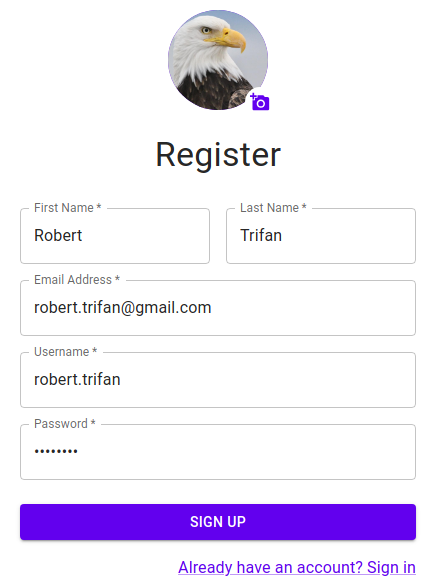 Register
First Name *
Robert
Last Name *
Trifan
Email Address *
robert.trifan@gmail.com
Username *
robert.trifan
Password *
••••••••
SIGN UP
Already have an account? Sign in